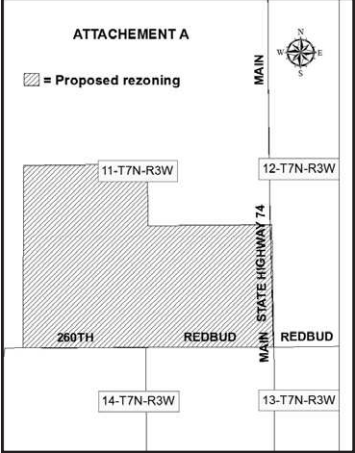 ATTACHEMENT A
N
W E
S
= Proposed rezoning
MAIN
11-T7N-R3W
12-T7N-R3W
MAIN STATE HIGHWAY 74
260TH
REDBUD
REDBUD
14-T7N-R3W
13-T7N-R3W